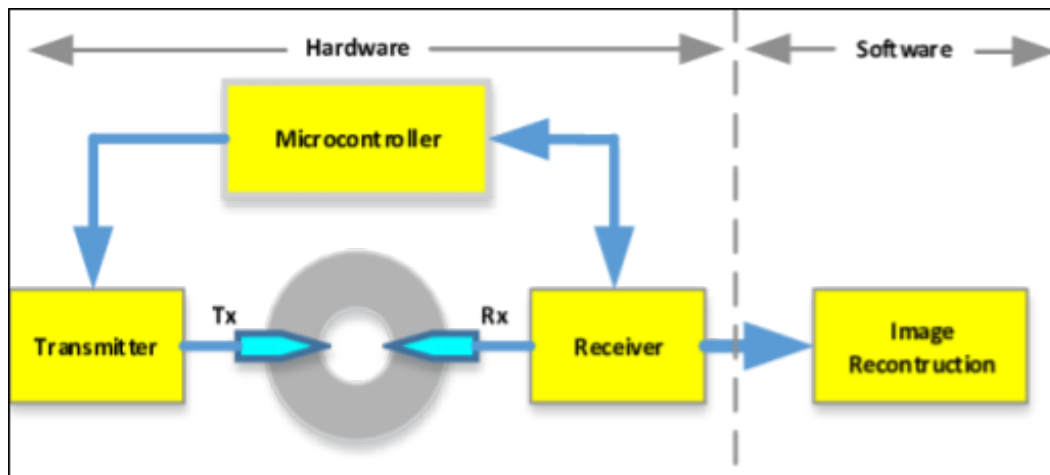 Hardware
Software
Microcontroller
Tx
Rx
Transmitter
Receiver
Image
Recontruction